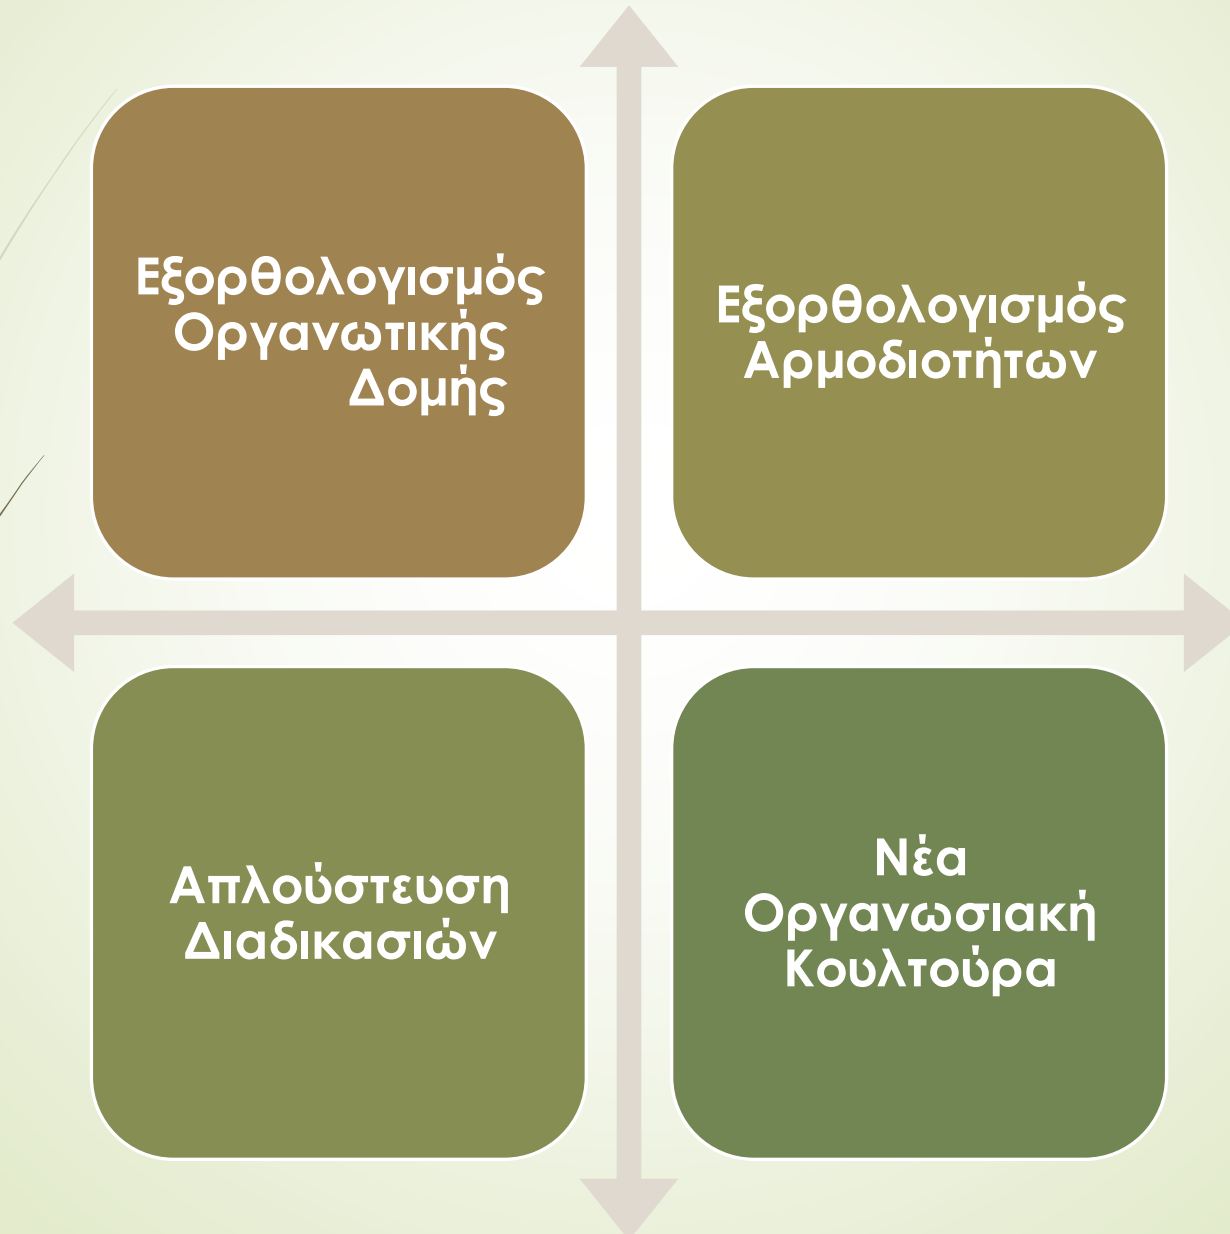 Εξορθολογισμός
Οργανωτικής
Δομής
Εξορθολογισμός
Αρμοδιοτήτων
Απλούστευση
Διαδικασιών
Νέα
Οργανωσιακή
Κουλτούρα